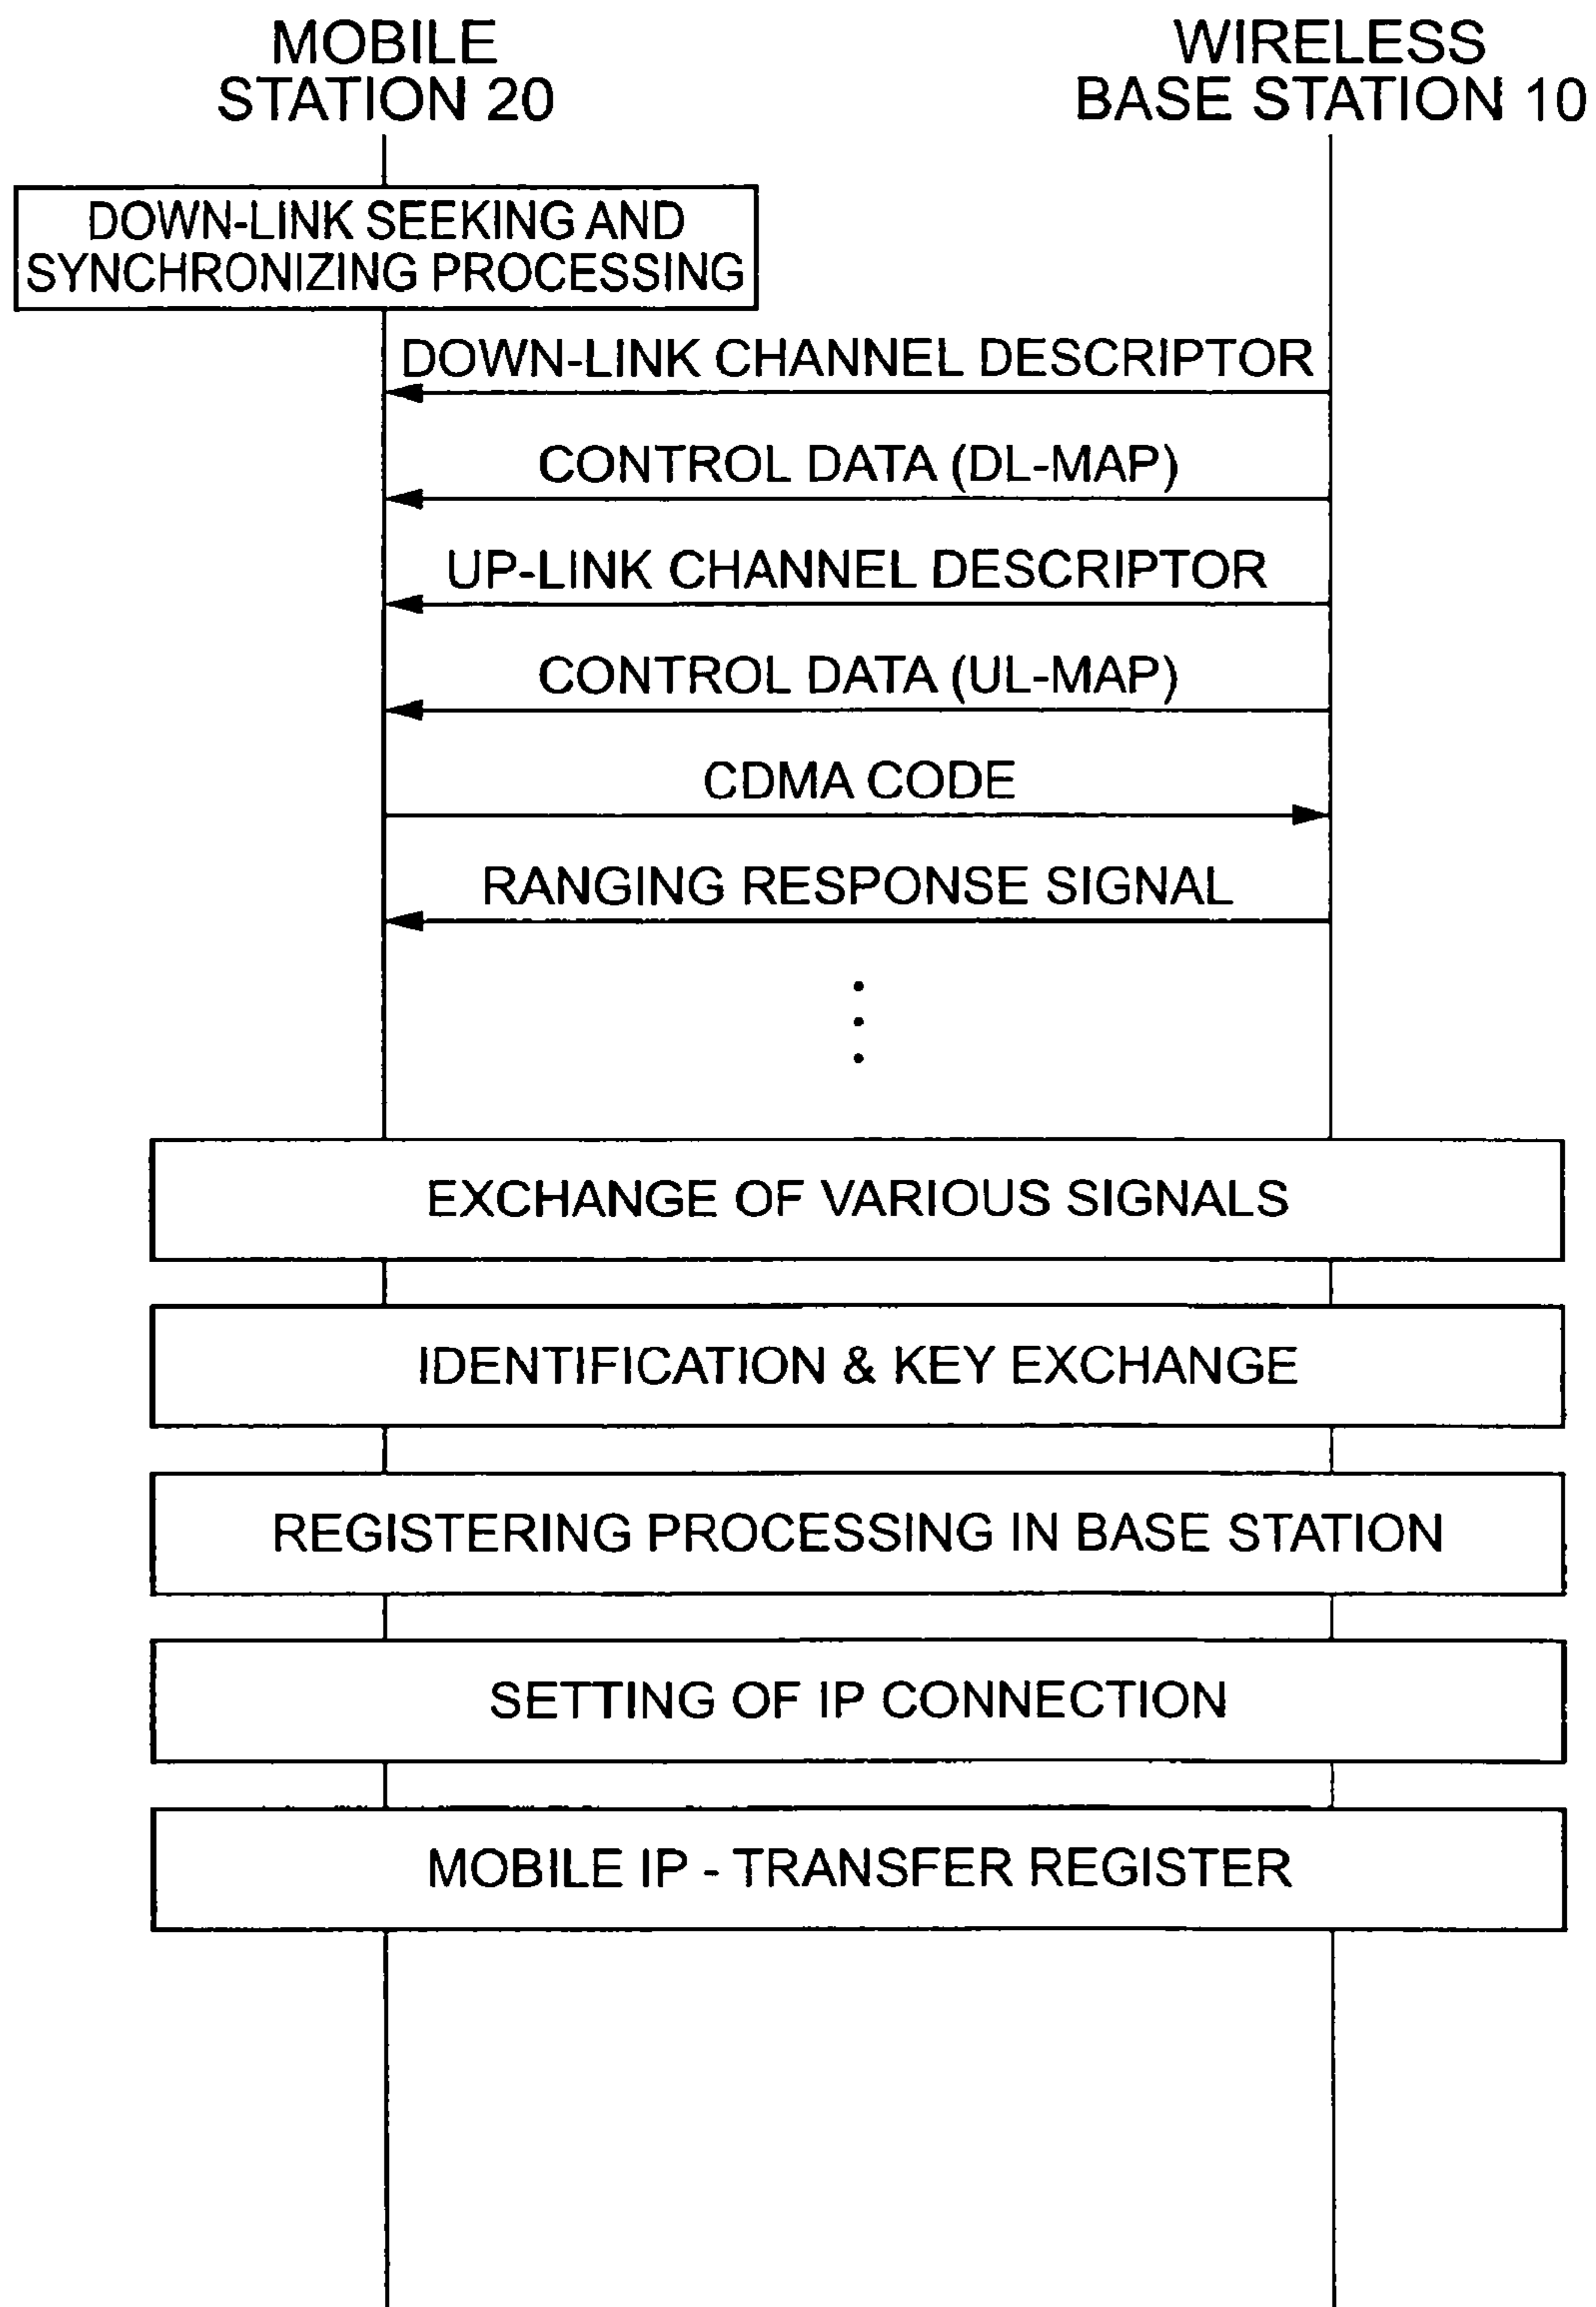 MOBILE
STATION 20
WIRELESS
BASE STATION 10
DOWN-LINK SEEKING AND
SYNCHRONIZING PROCESSING
DOWN-LINK CHANNEL DESCRIPTOR
CONTROL DATA (DL-MAP)
UP-LINK CHANNEL DESCRIPTOR
CONTROL DATA (UL-MAP)
CDMA CODE
RANGING RESPONSE SIGNAL
EXCHANGE OF VARIOUS SIGNALS
IDENTIFICATION & KEY EXCHANGE
REGISTERING PROCESSING IN BASE STATION
SETTING OF IP CONNECTION
MOBILE IP - TRANSFER REGISTER